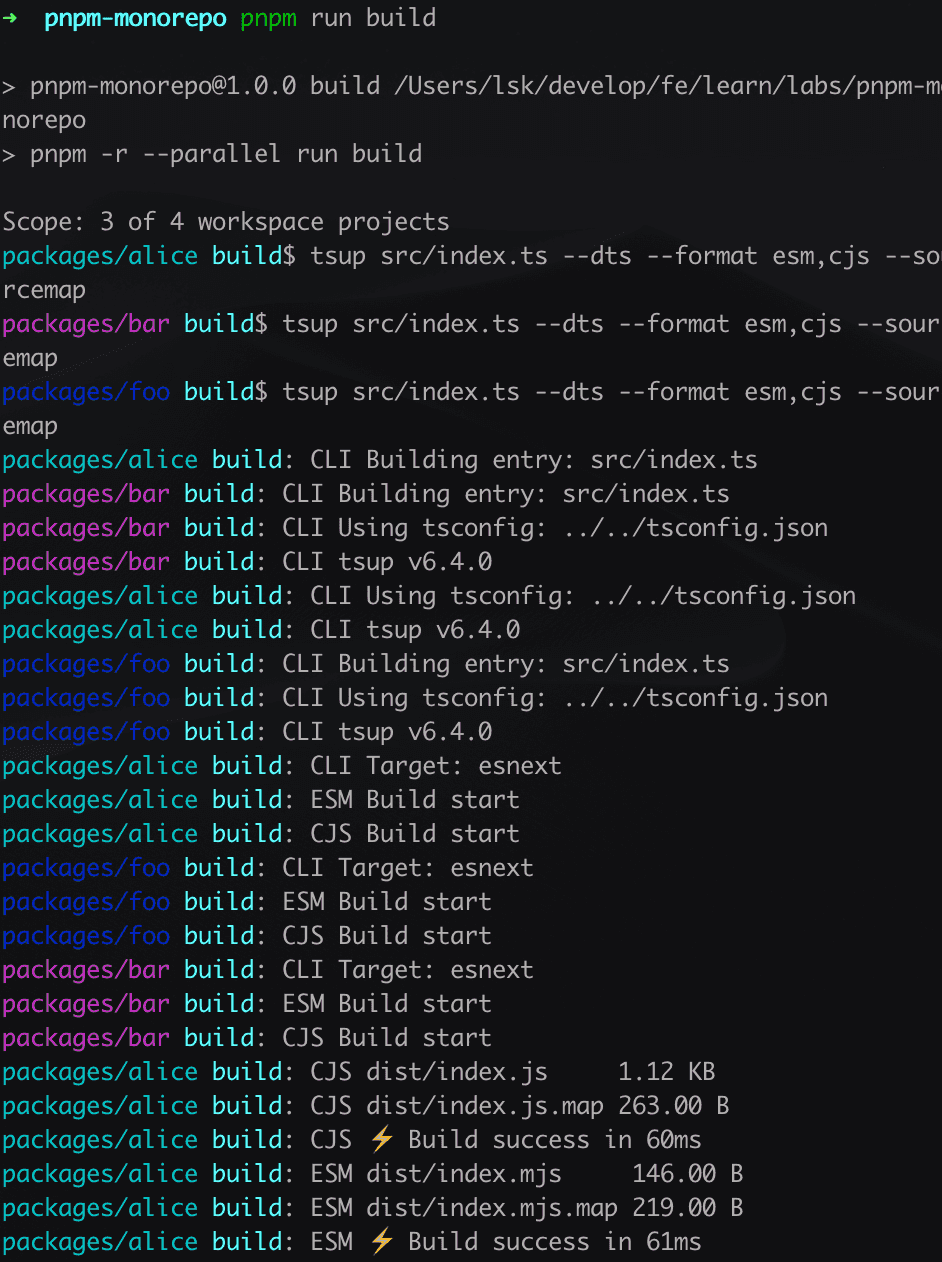 ➜  pnpm-monorepo pnpm run build
> pnpm-monorepo@1.0.0 build /Users/lsk/develop/fe/learn/labs/pnpm-mo
norepo
> pnpm -r --parallel run build
Scope: 3 of 4 workspace projects
packages/alice build$ tsup src/index.ts --dts --format esm,cjs --sou
rcemap
packages/bar build$ tsup src/index.ts --dts --format esm,cjs --sour
emap
packages/foo build$ tsup src/index.ts --dts --format esm,cjs --sour
emap
packages/alice build: CLI Building entry: src/index.ts
packages/bar build: CLI Building entry: src/index.ts
packages/bar build: CLI Using tsconfig: ../../tsconfig.json
packages/bar build: CLI tsup v6.4.0
packages/alice build: CLI Using tsconfig: ../../tsconfig.json
packages/alice build: CLI tsup v6.4.0
packages/foo build: CLI Building entry: src/index.ts
packages/foo build: CLI Using tsconfig: ../../tsconfig.json
packages/foo build: CLI tsup v6.4.0
packages/alice build: CLI Target: esnext
packages/alice build: ESM Build start
packages/alice build: CJS Build start
packages/foo build: CLI Target: esnext
packages/foo build: ESM Build start
packages/foo build: CJS Build start
packages/bar build: CLI Target: esnext
packages/bar build: ESM Build start
packages/bar build: CJS Build start
packages/alice build: CJS dist/index.js     1.12 KB
packages/alice build: CJS dist/index.js.map 263.00 B
packages/alice build: CJS ⚡ Build success in 60ms
packages/alice build: ESM dist/index.mjs     146.00 B
packages/alice build: ESM dist/index.mjs.map 219.00 B
packages/alice build: ESM ⚡ Build success in 61ms